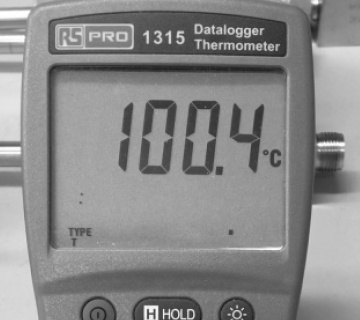 RS PRO 1315 Datalogger
Thermometer
100.4 °C
:
TYPE
T
H HOLD